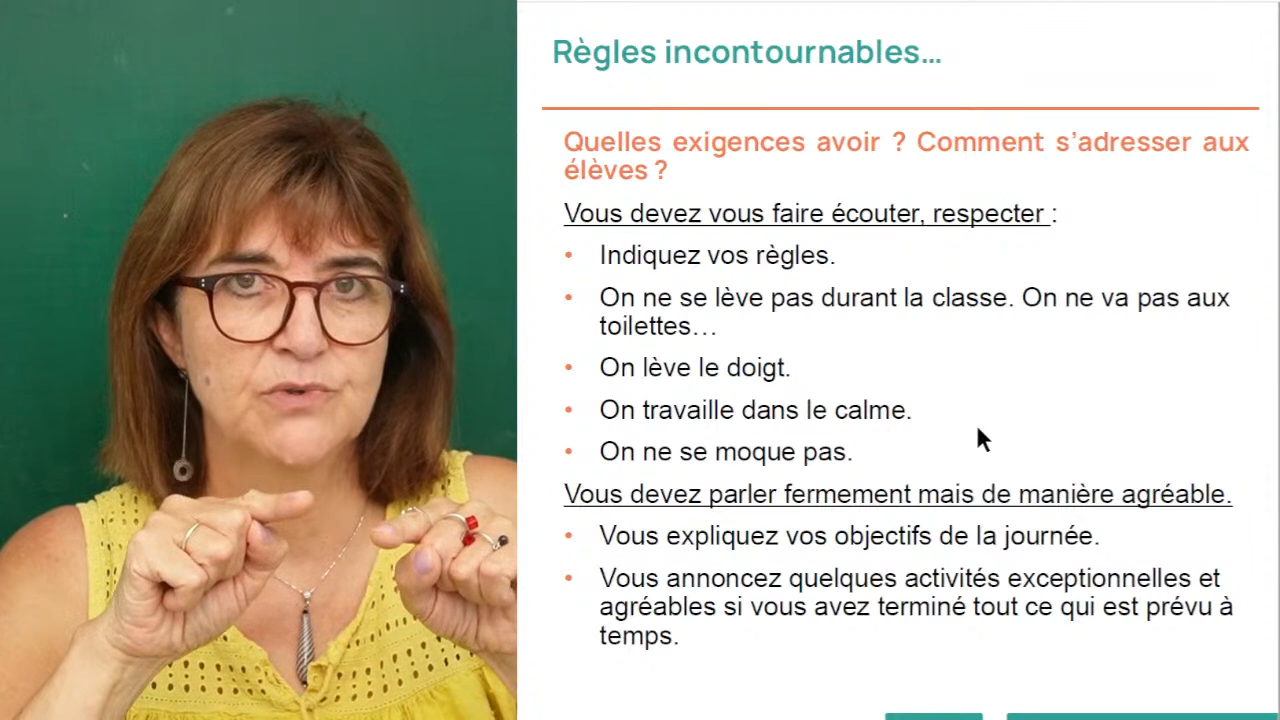 Règles incontournables...
Quelles exigences avoir ? Comment s'adresser aux
élèves ?
Vous devez vous faire écouter, respecter :
• Indiquez vos règles.
• On ne se lève pas durant la classe. On ne va pas aux
toilettes…
• On lève le doigt.
• On travaille dans le calme.
• On ne se moque pas.
Vous devez parler fermement mais de manière agréable.
• Vous expliquez vos objectifs de la journée.
• Vous annoncez quelques activités exceptionnelles et
agréables si vous avez terminé tout ce qui est prévu à
temps.